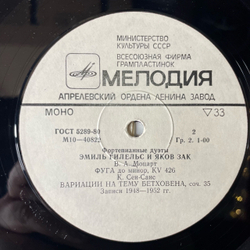 МИНИСТЕРСТВО
КУЛЬТУРЫ СССР
ВСЕСОЮЗНАЯ ФИРМА
ГРАМПЛАСТИНОК
МЕЛОДИЯ
АПРЕЛЕВСКИЙ ОРДЕНА ЛЕНИНА ЗАВОД
МОНО 33
ГОСТ 5289-80 2
М10—40825 Гр. 2. 1-00
Фортепианные дуэты
ЭМИЛЬ ГИЛЕЛЬС И ЯКОВ ЗАК
В. А. Моцарт
ФУГА до минор, KV 426
К. Сен-Санс
ВАРИАЦИИ НА ТЕМУ БЕТХОВЕНА, соч. 35
Записи 1948—1952 гг.